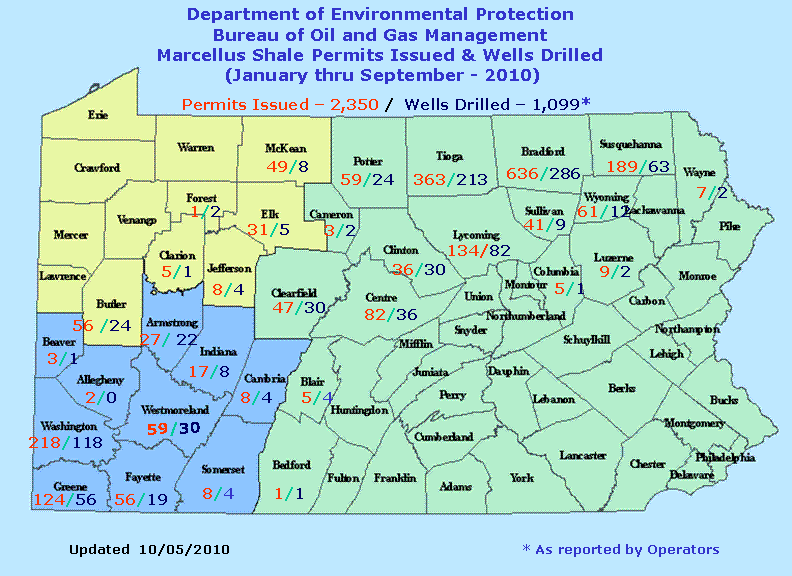 Department of Environmental Protection
Bureau of Oil and Gas Management
Marcellus Shale Permits Issued & Wells Drilled
(January thru September - 2010)
Permits Issued – 2,350 / Wells Drilled – 1,099*
Erie
Crawford
Warren
McKean
49/8
Potter
59/24
Tioga
363/213
Bradford
636/286
Susquehanna
189/63
Wayne
7/2
Forest
1/2
Venango
Elk
31/5
Cameron
3/2
Sullivan
41/9
Wyoming
61/12
Lackawanna
Pike
Mercer
Clarion
5/1
Jefferson
8/4
Clinton
36/30
Lycoming
134/82
Columbia
5/1
Luzerne
9/2
Monroe
Lawrence
Butler
56/24
Clearfield
47/30
Centre
82/36
Union
Montour
Northumberland
Carbon
Beaver
3/1
Armstrong
27/22
Indiana
17/8
Snyder
Mifflin
Schuylkill
Northampton
Lehigh
Allegheny
2/0
Cambria
8/4
Blair
5/4
Juniata
Dauphin
Huntingdon
Perry
Lebanon
Berks
Bucks
Washington
218/118
Westmoreland
59/30
Cumberland
Montgomery
Lancaster
Philadelphia
Chester
Delaware
Greene
124/56
Fayette
56/19
Somerset
8/4
Bedford
1/1
Fulton
Franklin
Adams
York
Updated 10/05/2010
* As reported by Operators